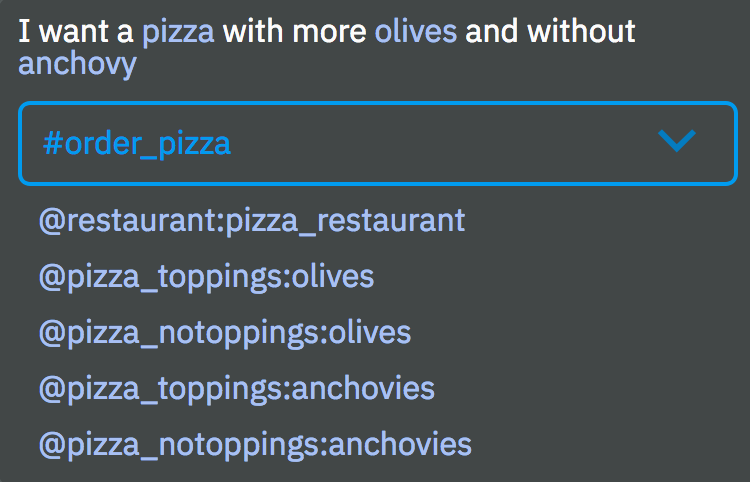 I want a pizza with more olives and without
anchovy
#order_pizza
@restaurant:pizza_restaurant
@pizza_toppings:olives
@pizza_notoppings:olives
@pizza_toppings:anchovies
@pizza_notoppings:anchovies